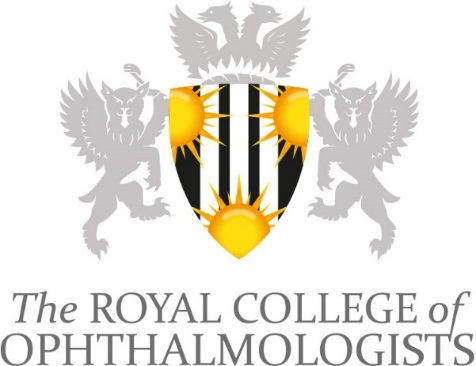 The ROYAL COLLEGE of
OPHTHALMOLOGISTS